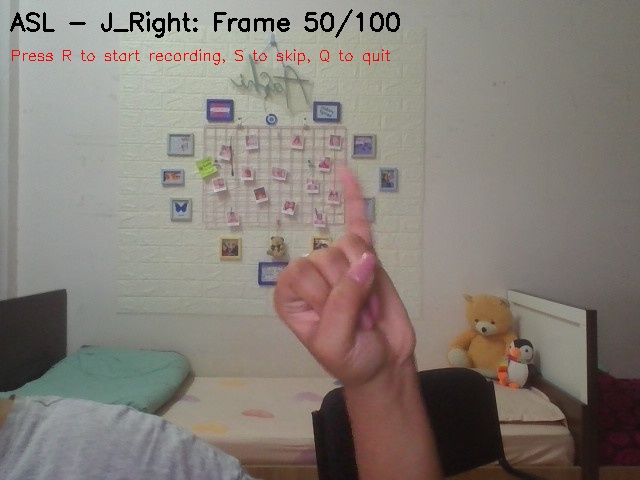 ASL - J_Right: Frame 50/100
Press R to start recording, S to skip, Q to quit